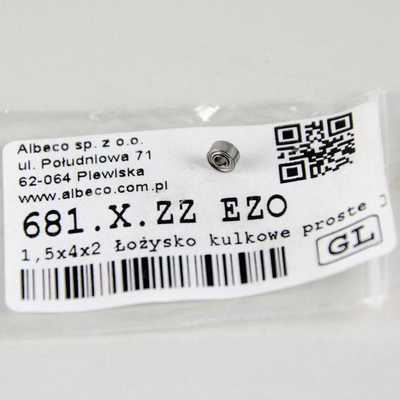 Albeco sp. z o.o.
ul. Południowa 71
62-064 Plewiska
www.albeco.com.pl
681.X.ZZ EZO
1,5x4x2 Łożysko kulkowe proste
GL